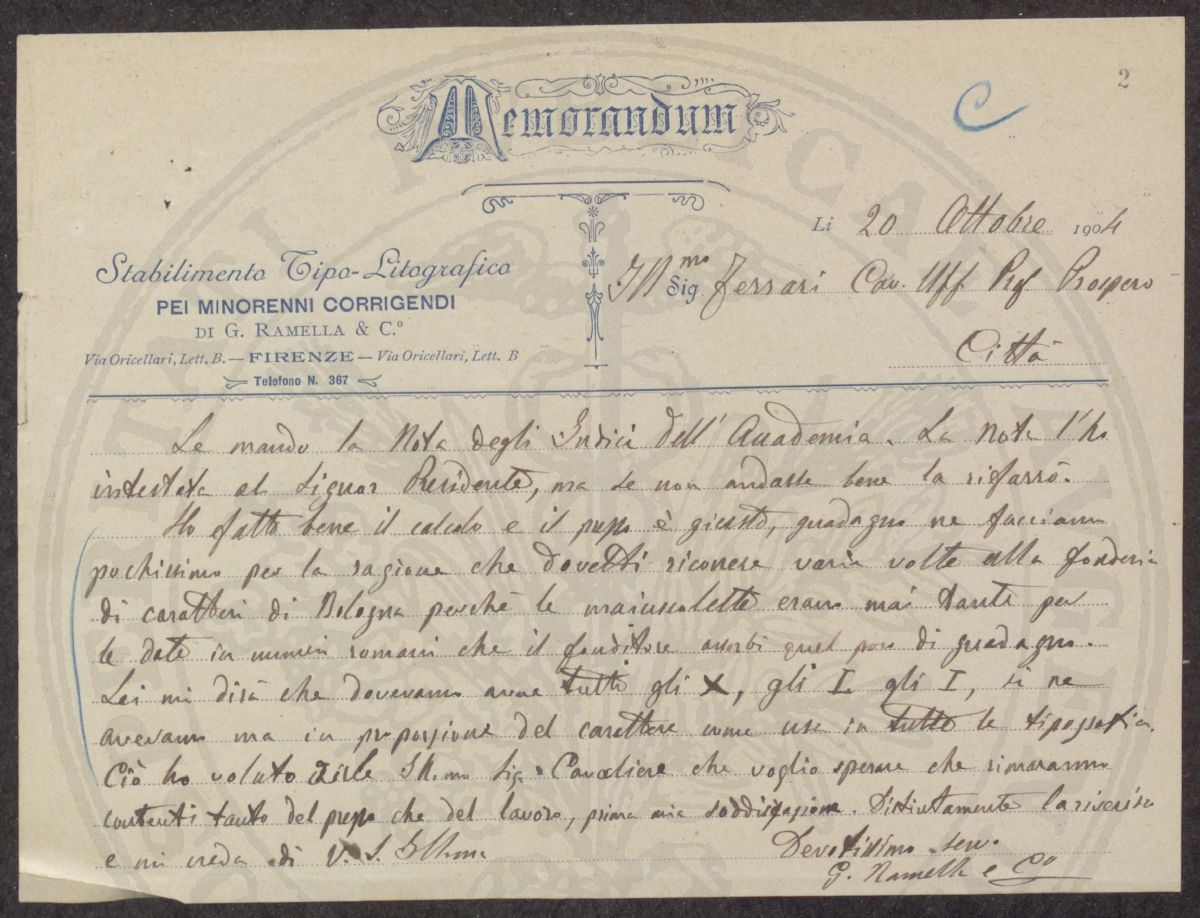 2
C
Memorandum
Li 20 Ottobre 1904
Stabilimento Tipo-Litografico
PEI MINORENNI CORRIGENDI
DI G. RAMELLA & C.º
Via Oricellari, Lett. B. — FIRENZE — Via Oricellari, Lett. B
Telefono N. 367
Ill.mo Sig. Ferrari Cav. Uff Prof Prospero
Città
Le mando la Nota degli Indici dell'Accademia. La Nota l'ho
intestata al Signor Presidente, ma se non andasse bene la rifarrò.
Ho fatto bene il calcolo e il prezzo è giusto, guadagno ne facciamo
pochissimo per la ragione che dovetti ricorrere varie volte alla fonderia
di caratteri di Bologna perchè le maiuscolette erano mai tante per
le date in numeri romani che il fonditore assorbì quel poco di guadagno.
Lei mi dirà che dovevamo avere tutti gli X, gli L gli I, si ne
avevamo ma in proporzione del carattere come usa in tutte le tipografia.
Ciò ho voluto dirle Ill.mo Sig. Cavaliere che voglio sperare che rimarranno
contenti tanto del prezzo che del lavoro, prima mia soddisfazione. Distintamente la riverisco
e mi creda di V. S. Ill.ma
Devotissimo serv.
G. Ramella e Co